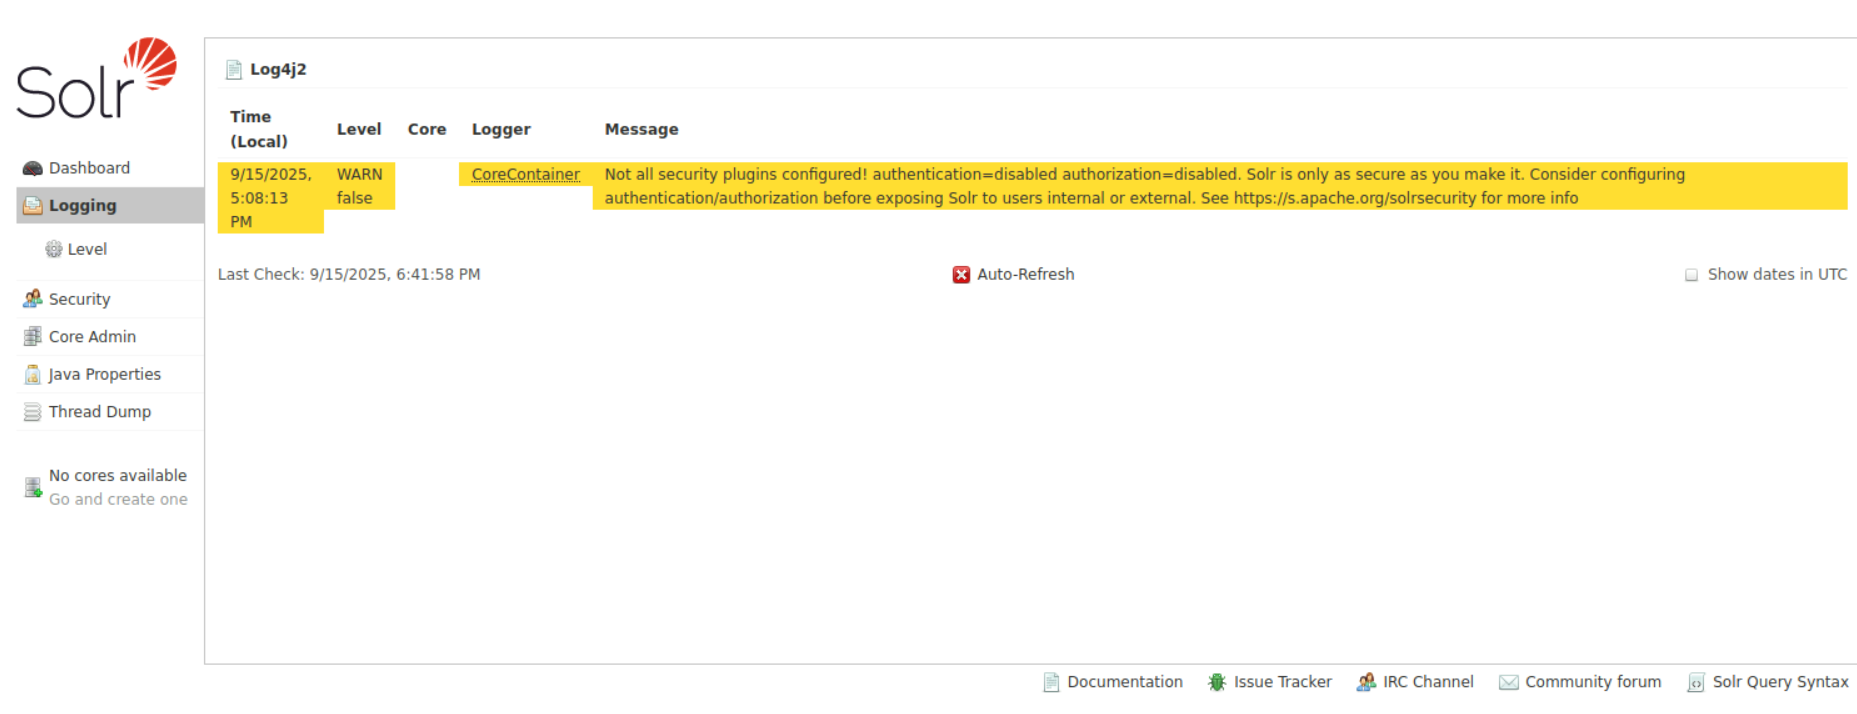 Solr
Dashboard
Logging
Level
Security
Core Admin
Java Properties
Thread Dump
No cores available
Go and create one
Log4j2
Time
(Local)
Level
Core
Logger
Message
9/15/2025,
5:08:13
PM
WARN
false
CoreContainer
Not all security plugins configured! authentication=disabled authorization=disabled. Solr is only as secure as you make it. Consider configuring
authentication/authorization before exposing Solr to users internal or external. See https://s.apache.org/solrsecurity for more info
Last Check: 9/15/2025, 6:41:58 PM
Auto-Refresh
Show dates in UTC
Documentation
Issue Tracker
IRC Channel
Community forum
Solr Query Syntax